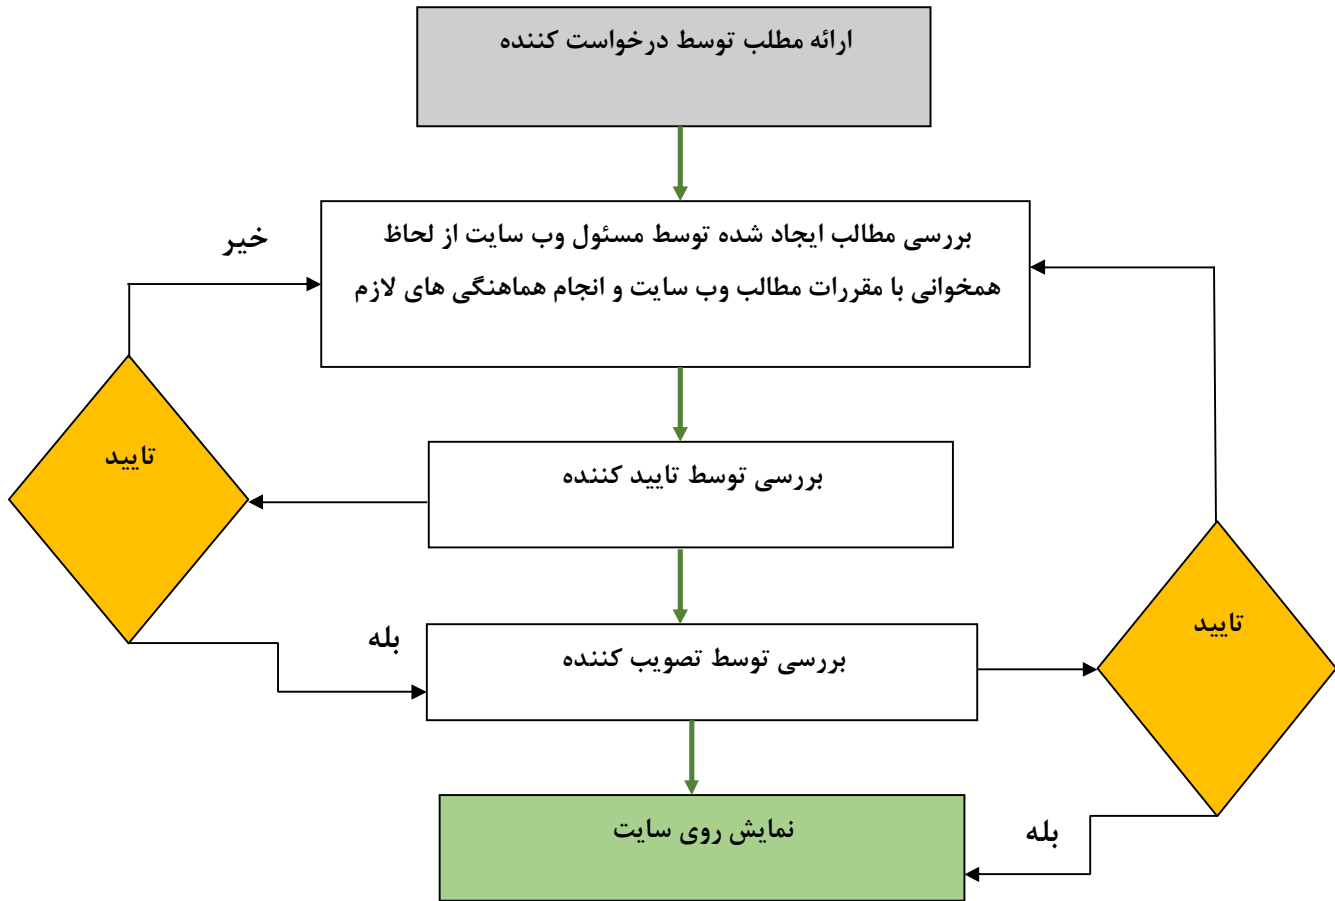 ارائه مطلب توسط درخواست کننده
بررسی مطالب ایجاد شده توسط مسئول وب سایت از لحاظ
همخوانی با مقررات مطالب وب سایت و انجام هماهنگی های لازم
خیر
تایید
بررسی توسط تایید کننده
بله
بررسی توسط تصویب کننده
تایید
نمایش روی سایت
بله